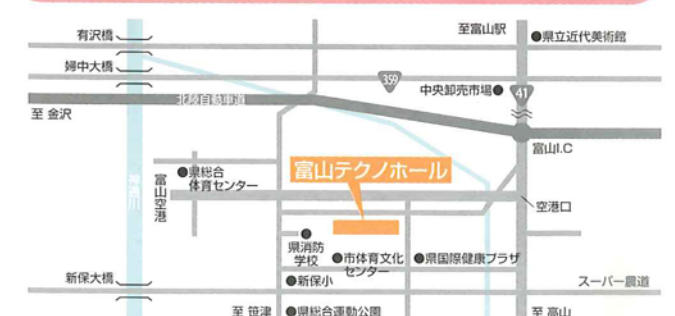 至富山駅
有沢橋
県立近代美術館
婦中大橋
359
中央卸売市場
41
北陸自動車道
至 金沢
富山I.C
富山テクノホール
県総合
体育センター
神通川
富山空港
空港口
県消防
学校
市体育文化
センター
県国際健康プラザ
新保大橋
新保小
スーパー農道
至 笹津
県総合運動公園
至 高山